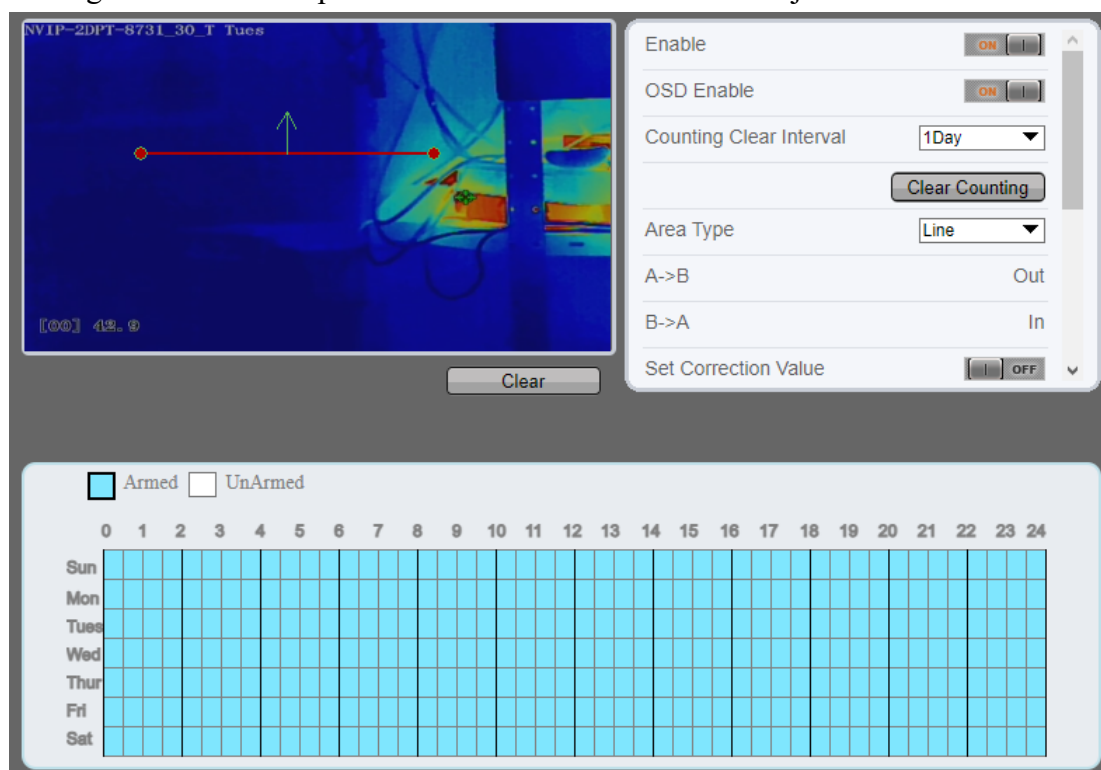 NVIP-2DPT-8731_30_T Tues
[00] 42.9
Clear
Enable ON
OSD Enable ON
Counting Clear Interval 1Day
Clear Counting
Area Type Line
A->B Out
B->A In
Set Correction Value OFF
Armed UnArmed
0 1 2 3 4 5 6 7 8 9 10 11 12 13 14 15 16 17 18 19 20 21 22 23 24
Sun
Mon
Tues
Wed
Thur
Fri
Sat